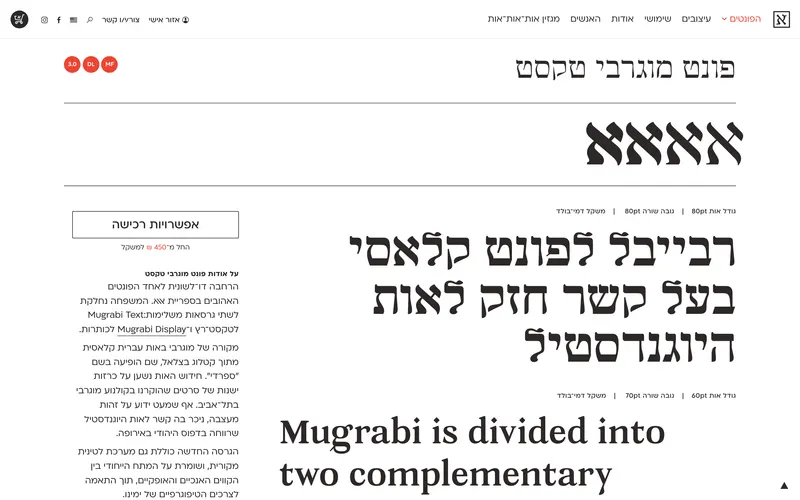 א
הפונטים
עיצובים
שימושי
אודות
האנשים
מגזין אות־אות־אות
אזור אישי
צורי/ו קשר
פונט מוגרבי טקסט
MF
DL
3.0
אאאא
אפשרויות רכישה
החל מ־450 ₪ למשקל
על אודות פונט מוגרבי טקסט
הרחבה דו־לשונית לאחד הפונטים
האהובים בספריית אאא. המשפחה נחלקת
לשתי גרסאות משלימות: Mugrabi Text
לטקסט־רץ ו־Mugrabi Display לכותרות.
מקורה של מוגרבי באות עברית קלאסית
מתוך קטלוג בצלאל, שם הופיעה בשם
"ספרדי". חידוש האות נשען על כרזות
ישנות של סרטים שהוקרנו בקולנוע מוגרבי
בתל־אביב. אף שמעט ידוע על זהות
מעצבה, ניכר בה קשר לאות היוגנדסטיל
שרווחה בדפוס היהודי באירופה.
הגרסה החדשה כוללת גם מערכת לטינית
מקורית, ושומרת על המתח הייחודי בין
הקווים האנכיים והאופקיים, תוך התאמה
לצרכים הטיפוגרפיים של ימינו.
גודל אות 80pt | גובה שורה 80pt | משקל דמי־בולד
רבייבל לפונט קלאסי
בעל קשר חזק לאות
היוגנדסטיל
גודל אות 60pt | גובה שורה 70pt | משקל דמי־בולד
Mugrabi is divided into
two complementary